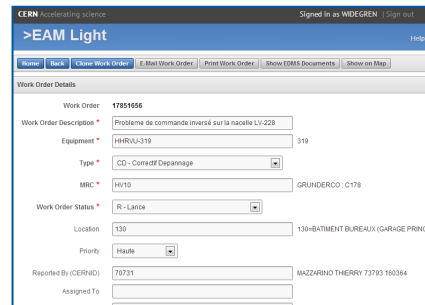 CERN Accelerating science Signed in as WIDEGREN | Sign out
>EAM Light Help
Home Back Clone Work Order E-Mail Work Order Print Work Order Show EDMS Documents Show on Map
Work Order Details
Work Order 17851656
Work Order Description * Probleme de commande inversé sur la nacelle LV-228
Equipment * HHRVU-319 319
Type * CD - Correctif Depannage
MRC * HV10 GRUNDERCO ; C178
Work Order Status * R - Lance
Location 130 130=BATIMENT BUREAUX (GARAGE PRINC
Priority Haute
Reported By (CERNID) 70731 MAZZARINO THIERRY 73793 160364
Assigned To